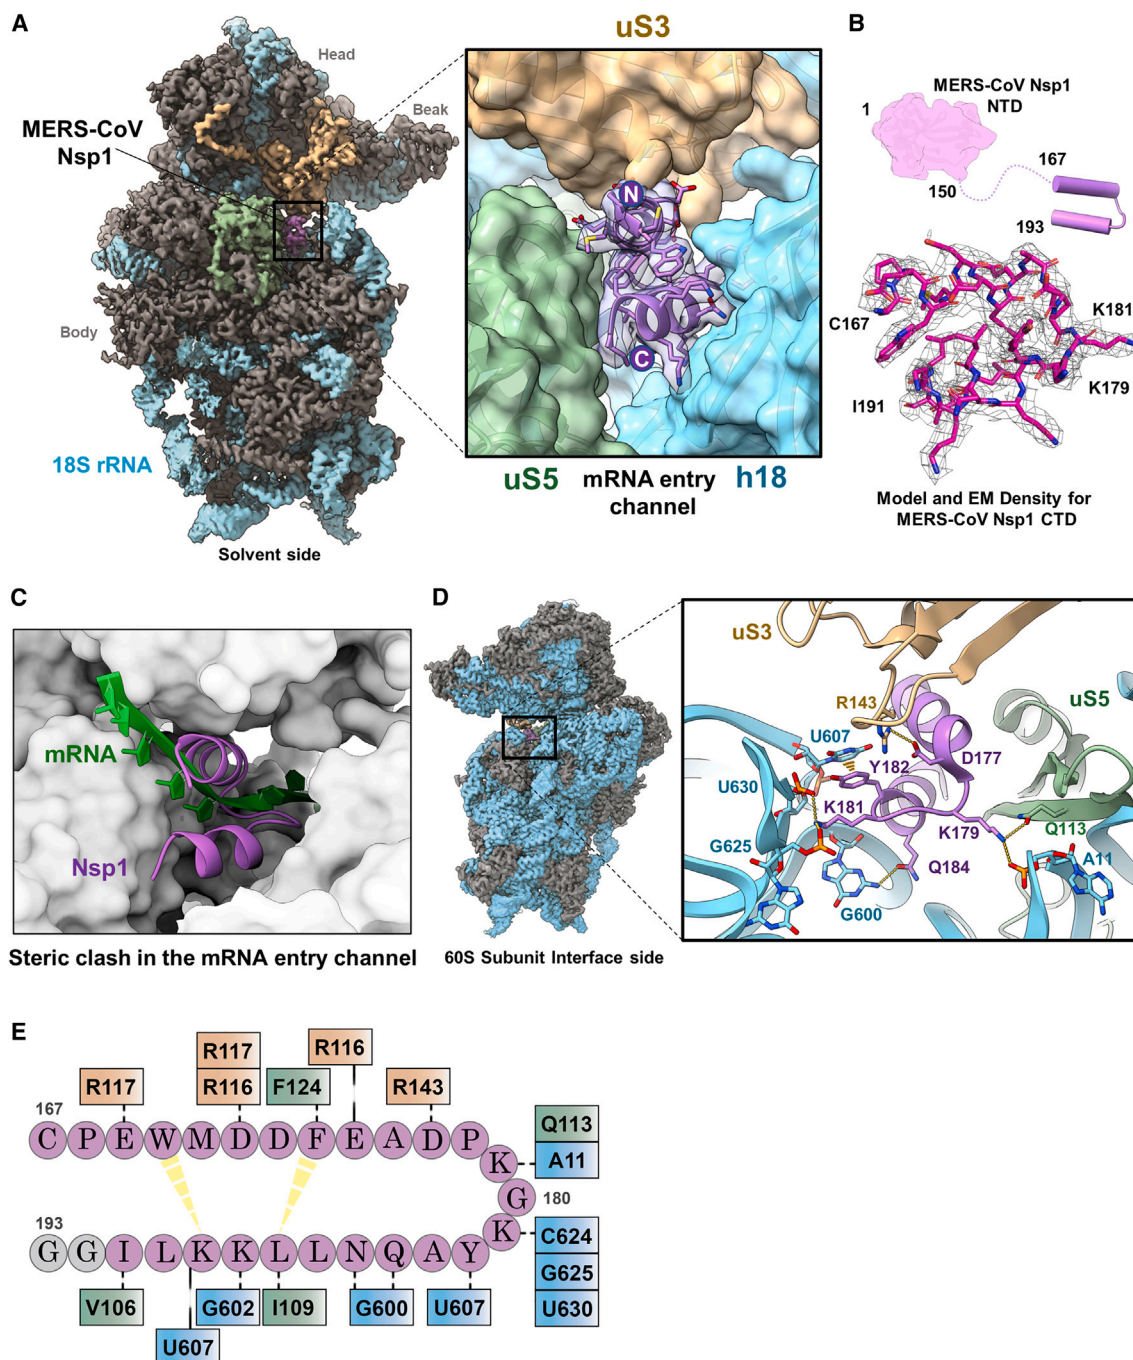 A
Head
Beak
MERS-CoV
Nsp1
Body
18S rRNA
Solvent side
uS3
N
C
uS5
mRNA entry
channel
h18
B
MERS-CoV Nsp1
NTD
1
150
167
193
C167
K181
K179
I191
Model and EM Density for
MERS-CoV Nsp1 CTD
C
mRNA
Nsp1
Steric clash in the mRNA entry channel
D
60S Subunit Interface side
uS3
R143
uS5
U607
Y182
D177
U630
K181
K179
Q113
G625
Q184
A11
G600
E
R117
R116
R117
R116
F124
R143
167
C P E W M D D F E A D P
K
G
180
K
Q113
A11
193
G G I L K K L L N Q A Y
C624
G625
U630
V106
G602
I109
G600
U607
U607